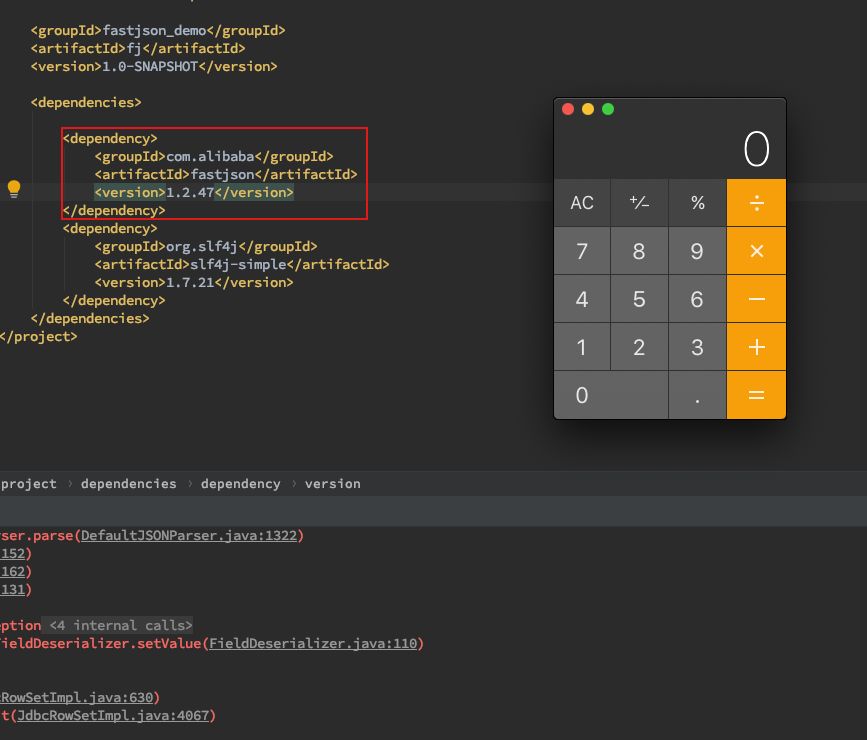 <groupId>fastjson_demo</groupId>
<artifactId>fj</artifactId>
<version>1.0-SNAPSHOT</version>
<dependencies>
<dependency>
<groupId>com.alibaba</groupId>
<artifactId>fastjson</artifactId>
<version>1.2.47</version>
</dependency>
<dependency>
<groupId>org.slf4j</groupId>
<artifactId>slf4j-simple</artifactId>
<version>1.7.21</version>
</dependency>
</dependencies>
</project>
0
AC ⁺∕₋ % ÷
7 8 9 ×
4 5 6 −
1 2 3 +
0 . =
project › dependencies › dependency › version
ser.parse(DefaultJSONParser.java:1322)
152)
162)
131)
ption <4 internal calls>
ieldDeserializer.setValue(FieldDeserializer.java:110)
RowSetImpl.java:630)
t(JdbcRowSetImpl.java:4067)